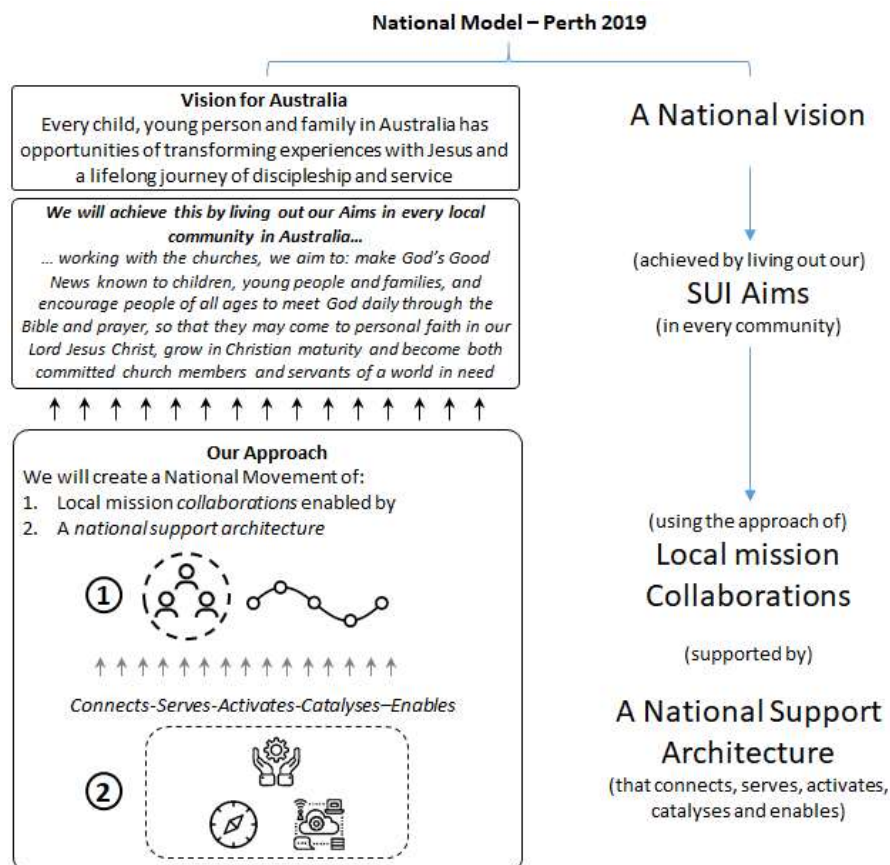 National Model – Perth 2019
Vision for Australia
Every child, young person and family in Australia has
opportunities of transforming experiences with Jesus and
a lifelong journey of discipleship and service
We will achieve this by living out our Aims in every local
community in Australia…
… working with the churches, we aim to: make God's Good
News known to children, young people and families, and
encourage people of all ages to meet God daily through the
Bible and prayer, so that they may come to personal faith in our
Lord Jesus Christ, grow in Christian maturity and become both
committed church members and servants of a world in need
Our Approach
We will create a National Movement of:
1. Local mission collaborations enabled by
2. A national support architecture
1
Connects-Serves-Activates-Catalyses–Enables
2
A National vision
(achieved by living out our)
SUI Aims
(in every community)
(using the approach of)
Local mission
Collaborations
(supported by)
A National Support
Architecture
(that connects, serves, activates,
catalyses and enables)